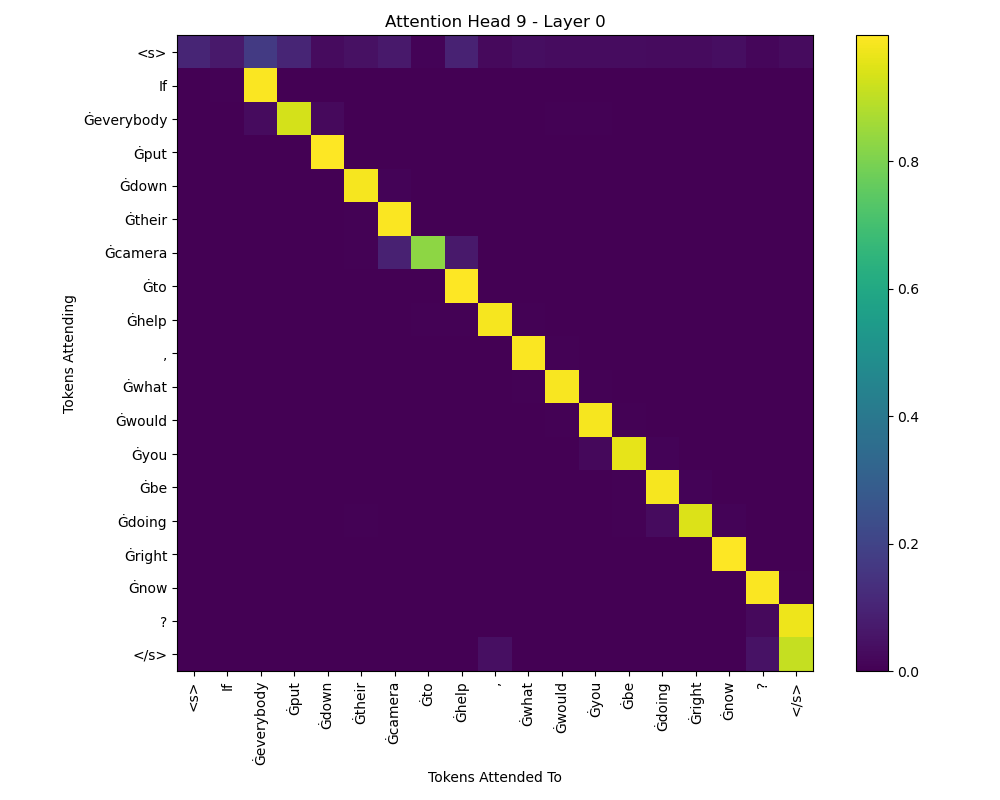 Attention Head 9 - Layer 0
<s>
If
Ġeverybody
Ġput
Ġdown
Ġtheir
Ġcamera
Ġto
Ġhelp
,
Ġwhat
Ġwould
Ġyou
Ġbe
Ġdoing
Ġright
Ġnow
?
</s>
Tokens Attending
<s>
If
Ġeverybody
Ġput
Ġdown
Ġtheir
Ġcamera
Ġto
Ġhelp
,
Ġwhat
Ġwould
Ġyou
Ġbe
Ġdoing
Ġright
Ġnow
?
</s>
Tokens Attended To
0.8
0.6
0.4
0.2
0.0